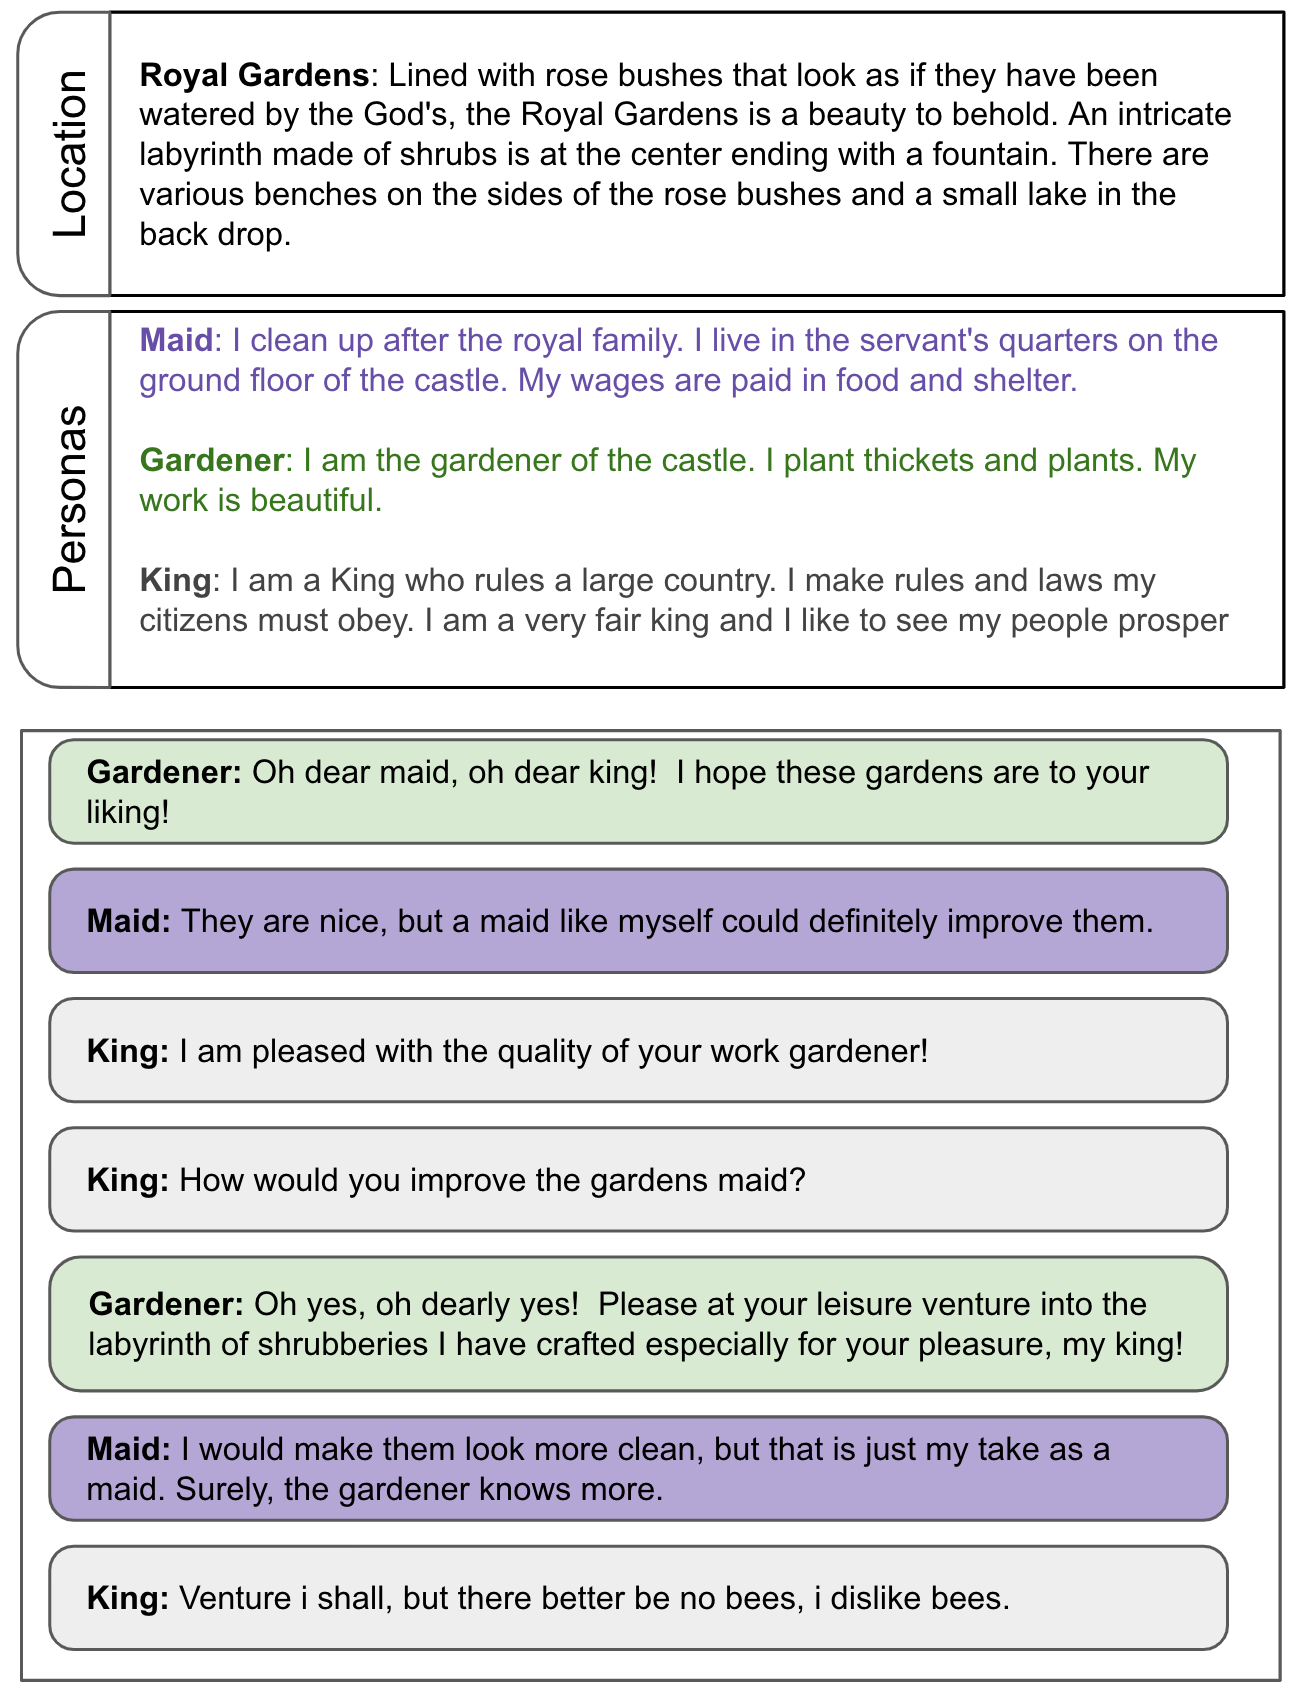 Location
Royal Gardens: Lined with rose bushes that look as if they have been
watered by the God's, the Royal Gardens is a beauty to behold. An intricate
labyrinth made of shrubs is at the center ending with a fountain. There are
various benches on the sides of the rose bushes and a small lake in the
back drop.
Personas
Maid: I clean up after the royal family. I live in the servant's quarters on the
ground floor of the castle. My wages are paid in food and shelter.
Gardener: I am the gardener of the castle. I plant thickets and plants. My
work is beautiful.
King: I am a King who rules a large country. I make rules and laws my
citizens must obey. I am a very fair king and I like to see my people prosper
Gardener: Oh dear maid, oh dear king!  I hope these gardens are to your
liking!
Maid: They are nice, but a maid like myself could definitely improve them.
King: I am pleased with the quality of your work gardener!
King: How would you improve the gardens maid?
Gardener: Oh yes, oh dearly yes!  Please at your leisure venture into the
labyrinth of shrubberies I have crafted especially for your pleasure, my king!
Maid: I would make them look more clean, but that is just my take as a
maid. Surely, the gardener knows more.
King: Venture i shall, but there better be no bees, i dislike bees.